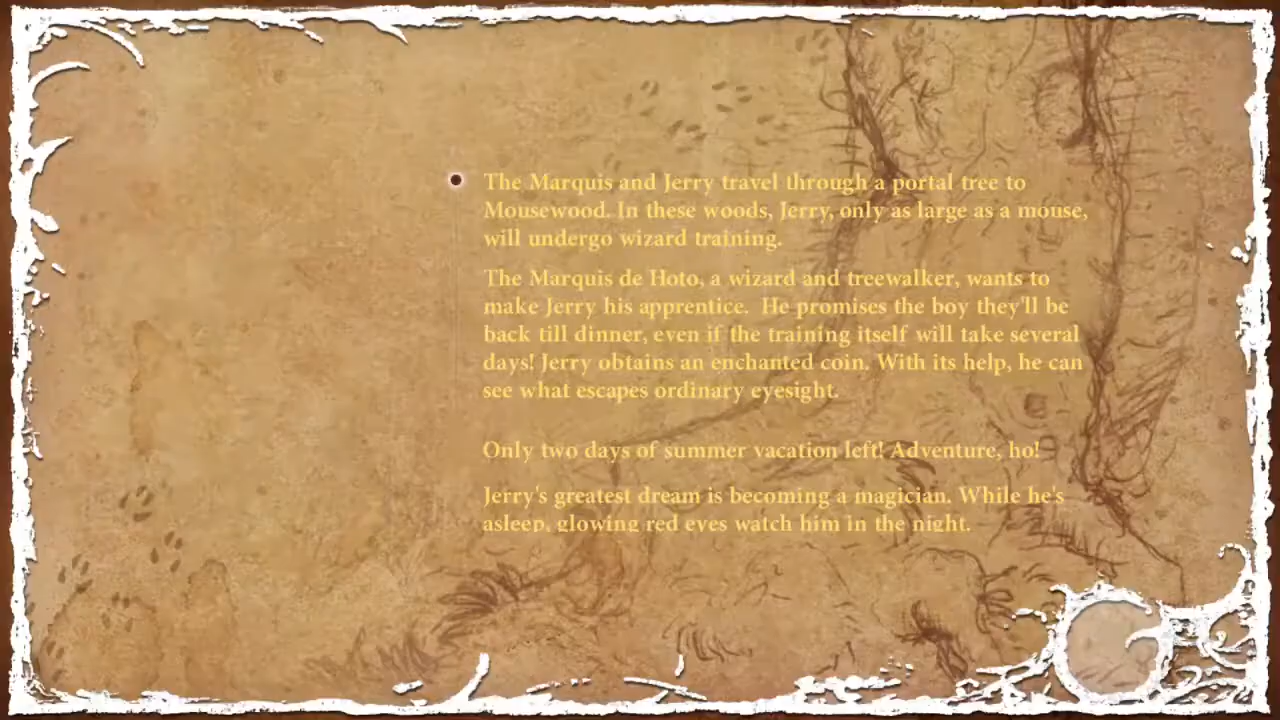 The Marquis and Jerry travel through a portal tree to
Mousewood. In these woods, Jerry, only as large as a mouse,
will undergo wizard training.
The Marquis de Hoto, a wizard and treewalker, wants to
make Jerry his apprentice.  He promises the boy they'll be
back till dinner, even if the training itself will take several
days! Jerry obtains an enchanted coin. With its help, he can
see what escapes ordinary eyesight.
Only two days of summer vacation left! Adventure, ho!
Jerry's greatest dream is becoming a magician. While he's
asleep, glowing red eyes watch him in the night.